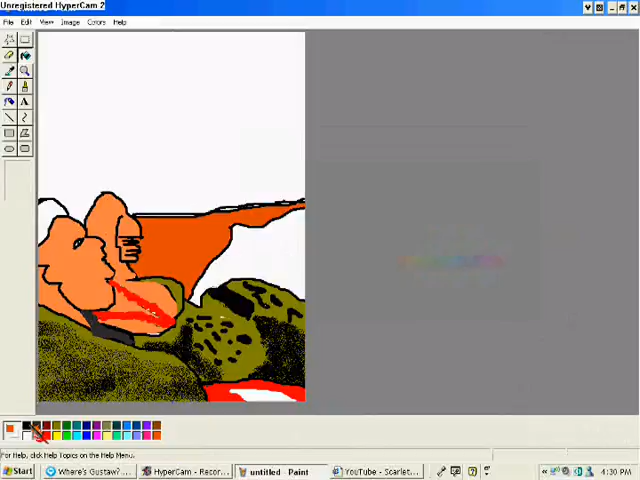 Unregistered HyperCam 2
File Edit View Image Colors Help
For Help, click Help Topics on the Help Menu.
Start Where's Gustaw? ... HyperCam - Recor... untitled - Paint YouTube - Scarlet... 4:30 PM